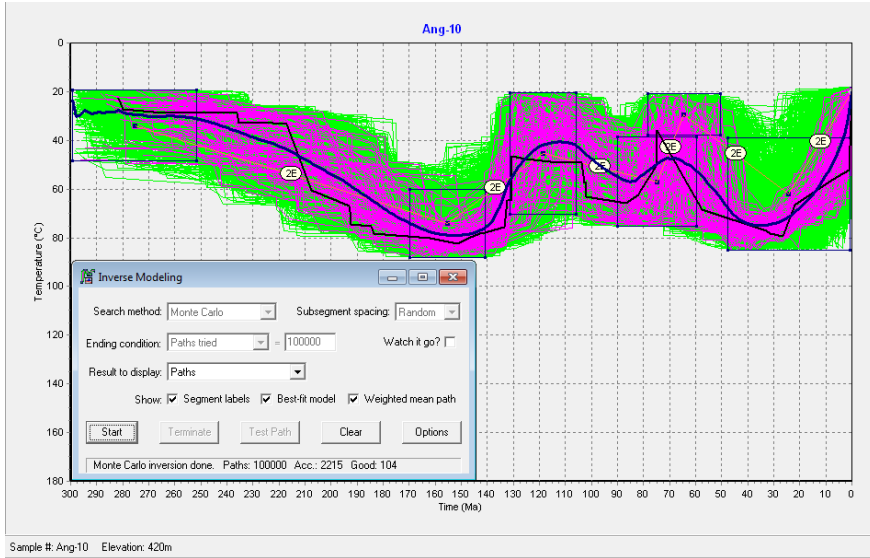 Ang-10
0
20
40
60
80
100
120
140
160
180
Temperature (°C)
2E
2E
2E
2E
2E
2E
Inverse Modeling
Search method: Monte Carlo Subsegment spacing: Random
Ending condition: Paths tried = 100000 Watch it go?
Result to display: Paths
Show: Segment labels Best-fit model Weighted mean path
Start Terminate Test Path Clear Options
Monte Carlo inversion done. Paths: 100000 Acc.: 2215 Good: 104
300 290 280 270 260 250 240 230 220 210 200 190 180 170 160 150 140 130 120 110 100 90 80 70 60 50 40 30 20 10 0
Time (Ma)
Sample #: Ang-10 Elevation: 420m